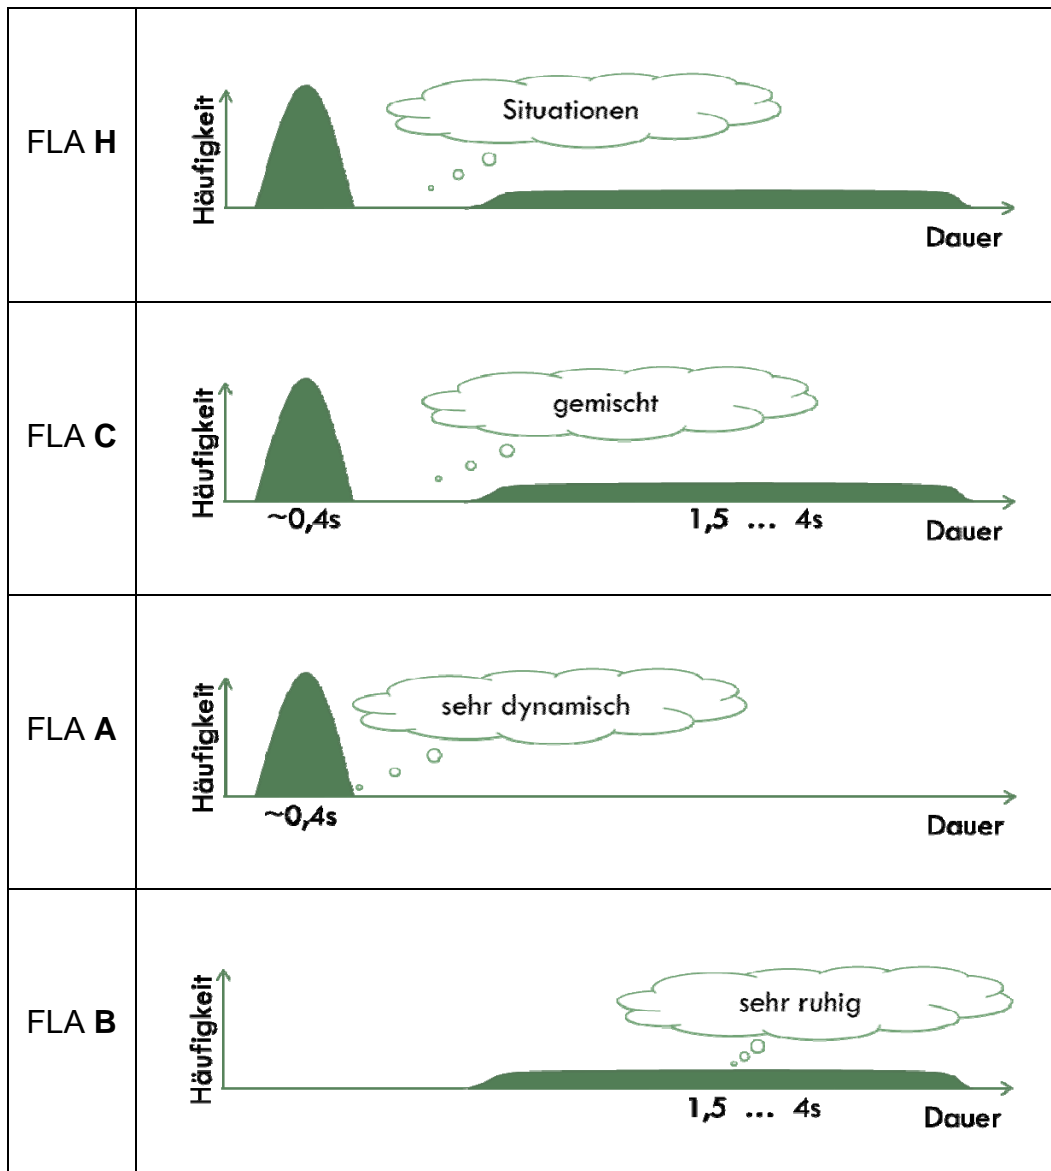 FLA H
Häufigkeit
Situationen
Dauer
FLA C
Häufigkeit
gemischt
~0,4s
1,5 ... 4s
Dauer
FLA A
Häufigkeit
sehr dynamisch
~0,4s
Dauer
FLA B
Häufigkeit
sehr ruhig
1,5 ... 4s
Dauer